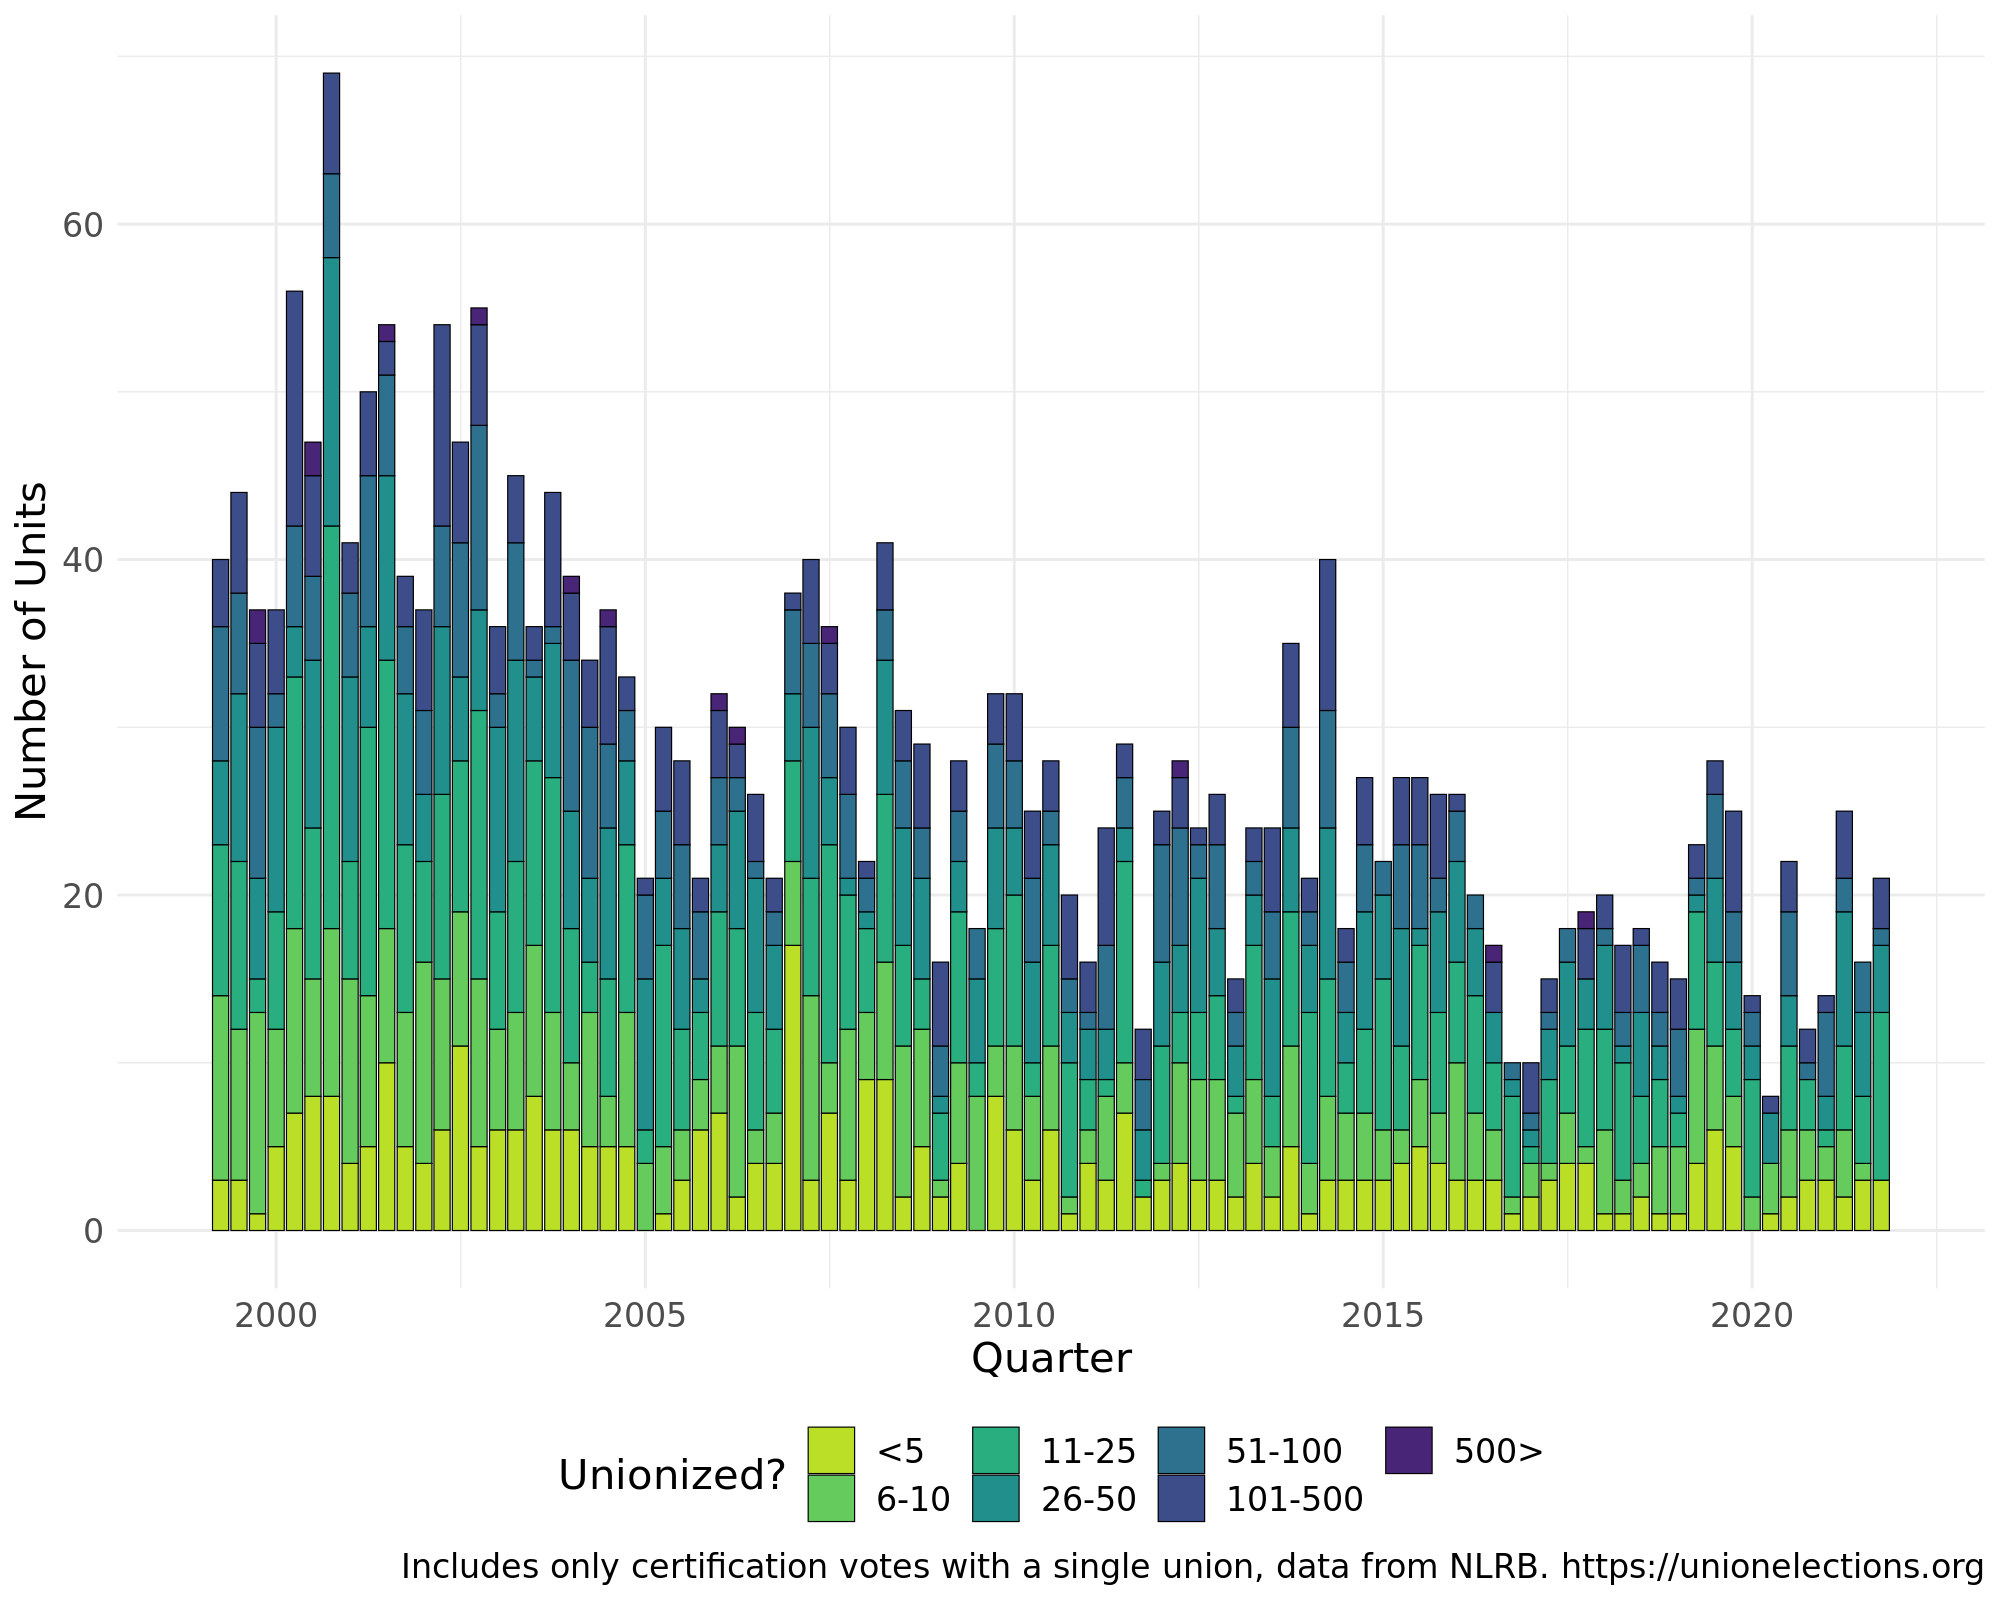 60
40
20
0
Number of Units
2000 2005 2010 2015 2020
Quarter
Unionized?
<5 11-25 51-100 500>
6-10 26-50 101-500
Includes only certification votes with a single union, data from NLRB. https://unionelections.org